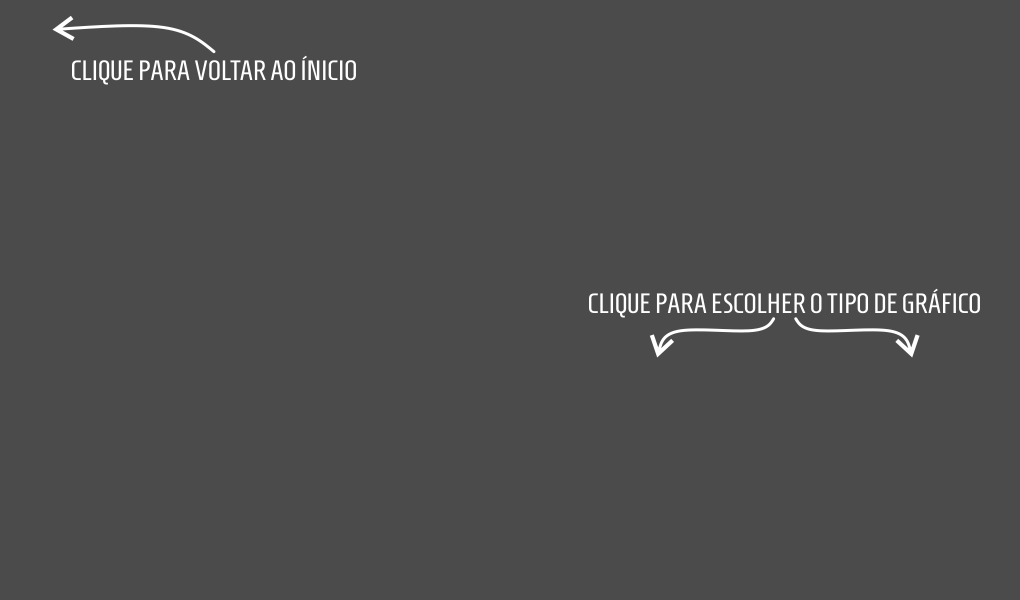 CLIQUE PARA VOLTAR AO ÍNICIO
CLIQUE PARA ESCOLHER O TIPO DE GRÁFICO